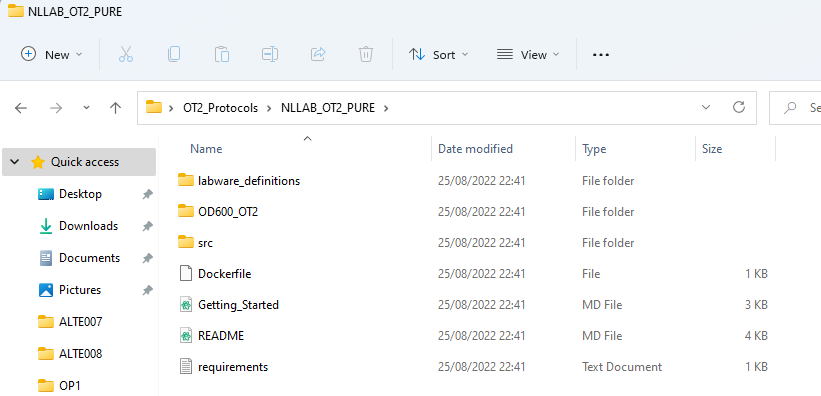 NLLAB_OT2_PURE
New Sort View
OT2_Protocols NLLAB_OT2_PURE
Name Date modified Type Size
Quick access
Desktop
Downloads
Documents
Pictures
ALTE007
ALTE008
OP1
labware_definitions 25/08/2022 22:41 File folder
OD600_OT2 25/08/2022 22:41 File folder
src 25/08/2022 22:41 File folder
Dockerfile 25/08/2022 22:41 File 1 KB
Getting_Started 25/08/2022 22:41 MD File 3 KB
README 25/08/2022 22:41 MD File 4 KB
requirements 25/08/2022 22:41 Text Document 1 KB